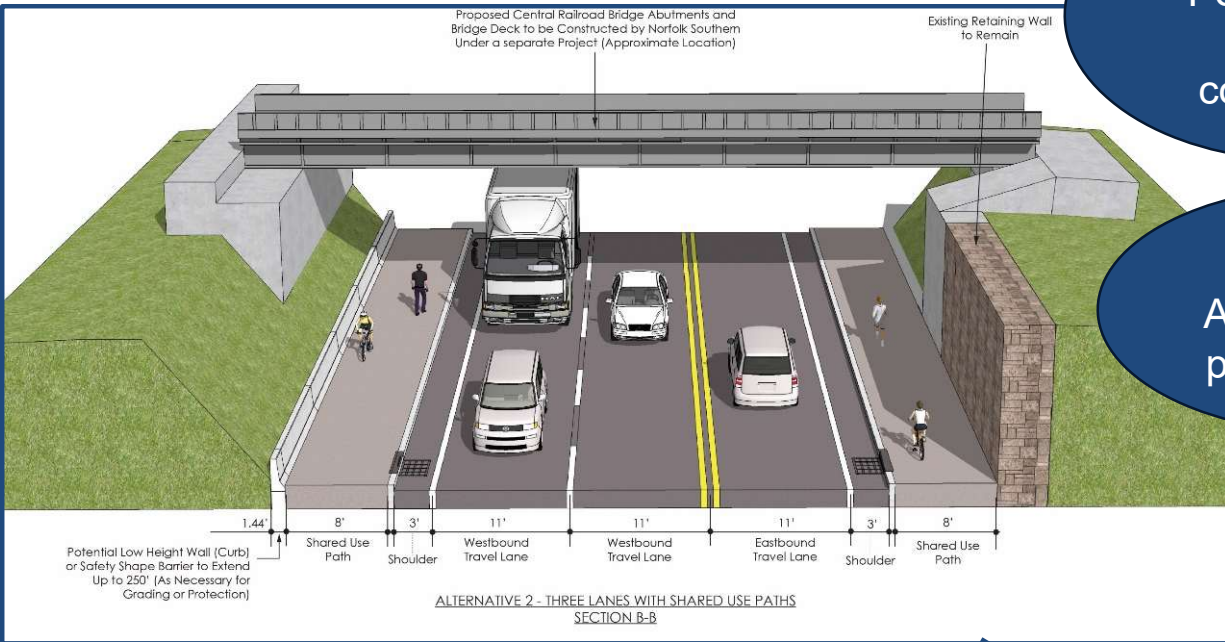 Proposed Central Railroad Bridge Abutments and
Bridge Deck to be Constructed by Norfolk Southern
Under a separate Project (Approximate Location)
Existing Retaining Wall
to Remain
1.44'
8'
Shared Use
Path
3'
Shoulder
11'
Westbound
Travel Lane
11'
Westbound
Travel Lane
11'
Eastbound
Travel Lane
3'
Shoulder
8'
Shared Use
Path
Potential Low Height Wall (Curb)
or Safety Shape Barrier to Extend
Up to 250' (As Necessary for
Grading or Protection)
ALTERNATIVE 2 - THREE LANES WITH SHARED USE PATHS
SECTION B-B